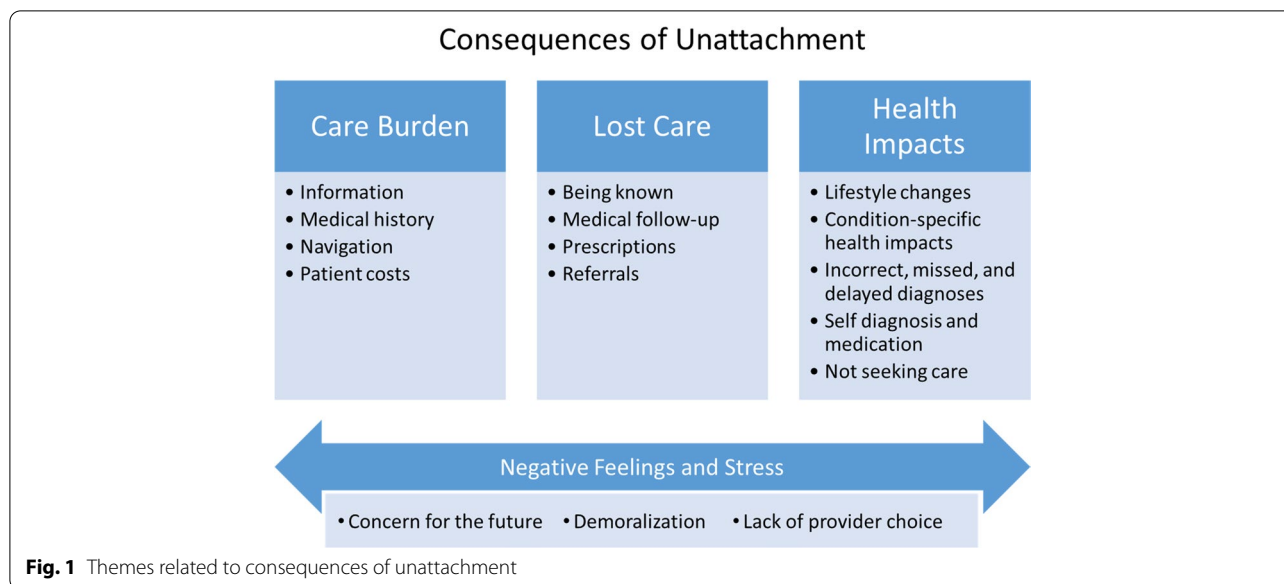 Consequences of Unattachment
Care Burden
• Information
• Medical history
• Navigation
• Patient costs
Lost Care
• Being known
• Medical follow-up
• Prescriptions
• Referrals
Health
Impacts
• Lifestyle changes
• Condition-specific
health impacts
• Incorrect, missed, and
delayed diagnoses
• Self diagnosis and
medication
• Not seeking care
Negative Feelings and Stress
• Concern for the future • Demoralization • Lack of provider choice
Fig. 1 Themes related to consequences of unattachment